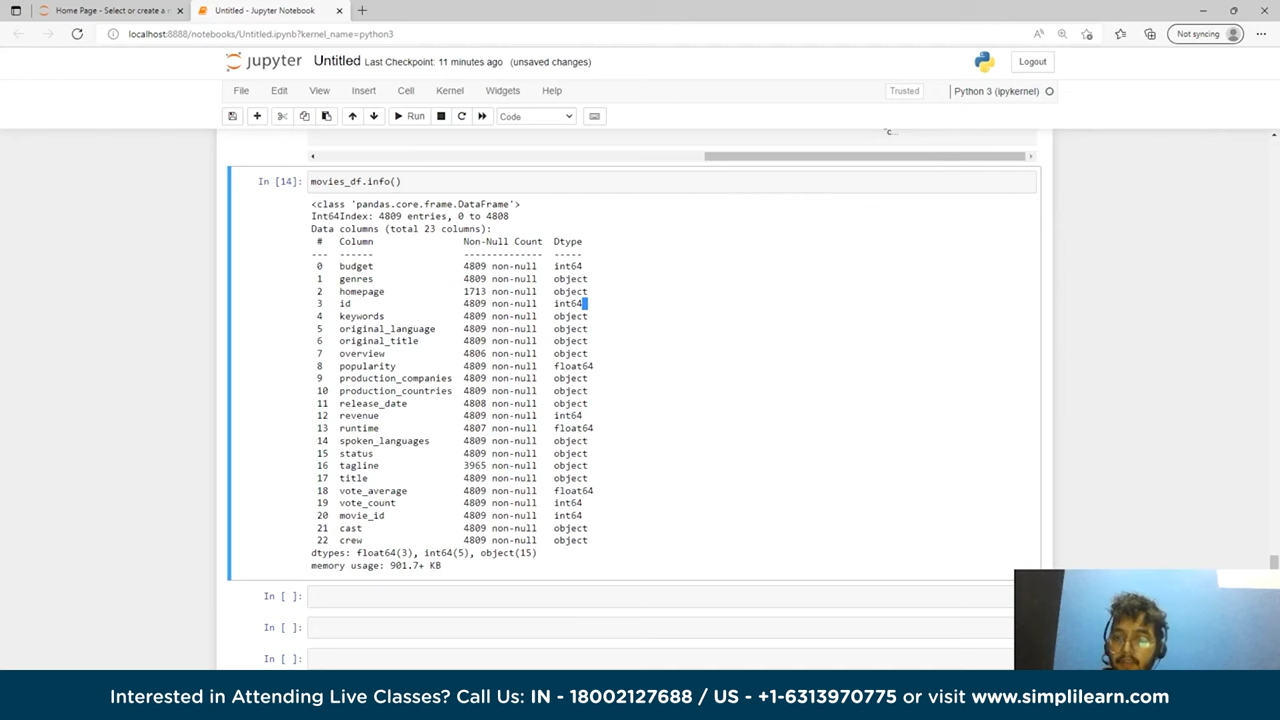 Home Page - Select or create a n
Untitled - Jupyter Notebook
localhost:8888/notebooks/Untitled.ipynb?kernel_name=python3
Not syncing
jupyter Untitled Last Checkpoint: 11 minutes ago (unsaved changes)
Logout
File Edit View Insert Cell Kernel Widgets Help
Trusted
Python 3 (ipykernel)
Run
Code
"c...
In [14]: movies_df.info()
<class 'pandas.core.frame.DataFrame'>
Int64Index: 4809 entries, 0 to 4808
Data columns (total 23 columns):
# Column Non-Null Count Dtype
--- ------ -------------- -----
0 budget 4809 non-null int64
1 genres 4809 non-null object
2 homepage 1713 non-null object
3 id 4809 non-null int64
4 keywords 4809 non-null object
5 original_language 4809 non-null object
6 original_title 4809 non-null object
7 overview 4806 non-null object
8 popularity 4809 non-null float64
9 production_companies 4809 non-null object
10 production_countries 4809 non-null object
11 release_date 4808 non-null object
12 revenue 4809 non-null int64
13 runtime 4807 non-null float64
14 spoken_languages 4809 non-null object
15 status 4809 non-null object
16 tagline 3965 non-null object
17 title 4809 non-null object
18 vote_average 4809 non-null float64
19 vote_count 4809 non-null int64
20 movie_id 4809 non-null int64
21 cast 4809 non-null object
22 crew 4809 non-null object
dtypes: float64(3), int64(5), object(15)
memory usage: 901.7+ KB
In [ ]:
In [ ]:
In [ ]:
Interested in Attending Live Classes? Call Us: IN - 18002127688 / US - +1-6313970775 or visit www.simplilearn.com